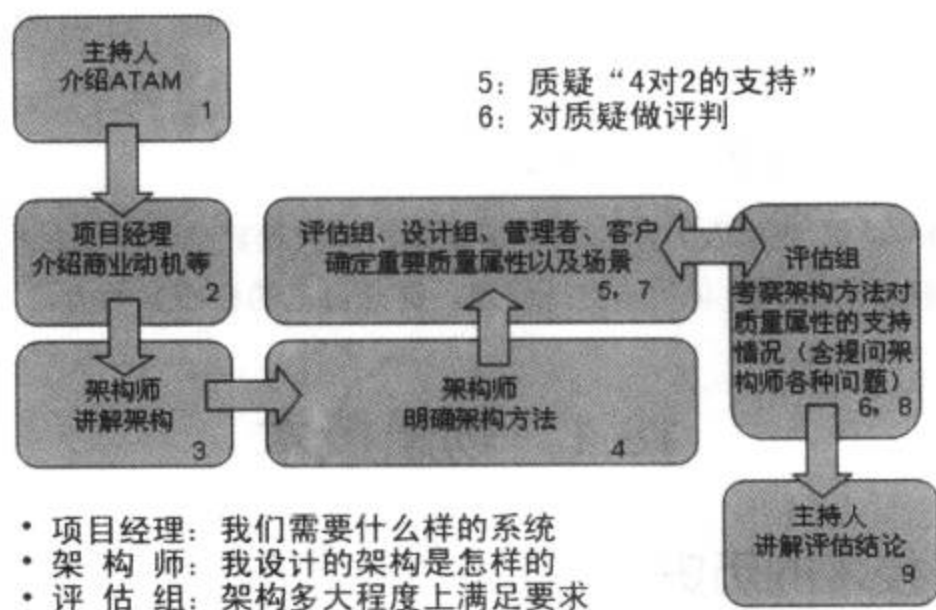 主持人
介绍ATAM
1
5：质疑“4对2的支持”
6：对质疑做评判
项目经理
介绍商业动机等
2
评估组、设计组、管理者、客户
确定重要质量属性以及场景
5，7
评估组
考察架构方法对
质量属性的支持
情况（含提问架
构师各种问题）
6，8
架构师
讲解架构
3
架构师
明确架构方法
4
主持人
讲解评估结论
9
• 项目经理：我们需要什么样的系统
• 架 构 师：我设计的架构是怎样的
• 评 估 组：架构多大程度上满足要求